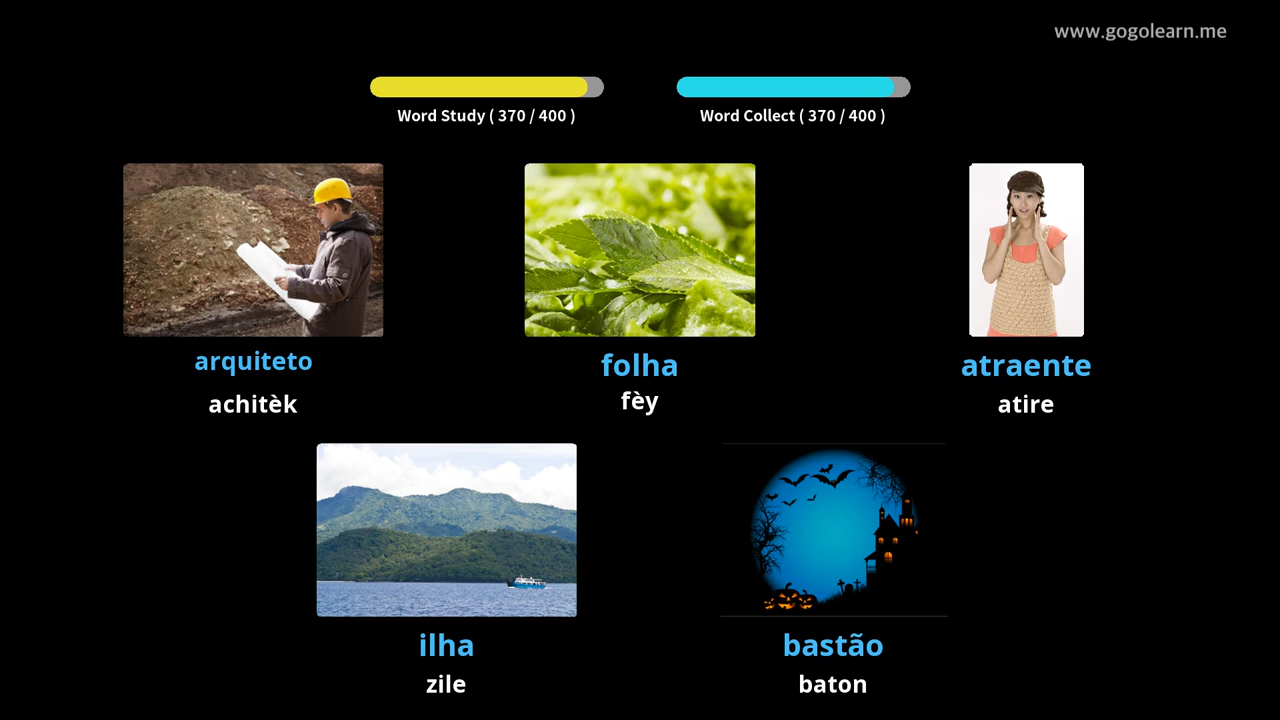 www.gogolearn.me
Word Study ( 370 / 400 )
Word Collect ( 370 / 400 )
arquiteto
achitèk
folha
fèy
atraente
atire
ilha
zile
bastão
baton